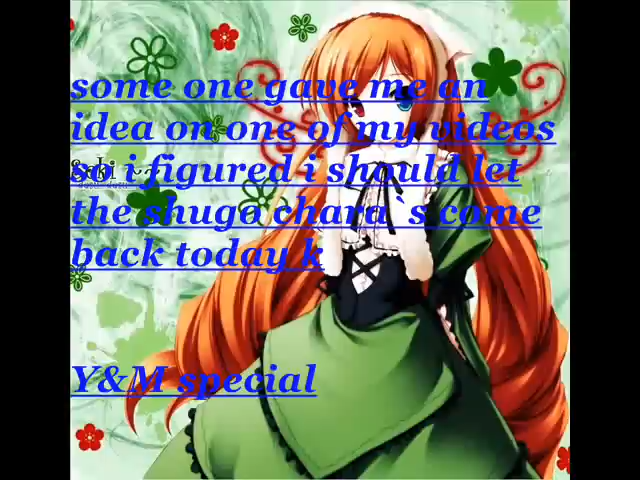 some one gave me an
idea on one of my videos
so i figured i should let
the shugo chara`s come
back today k
Y&M special